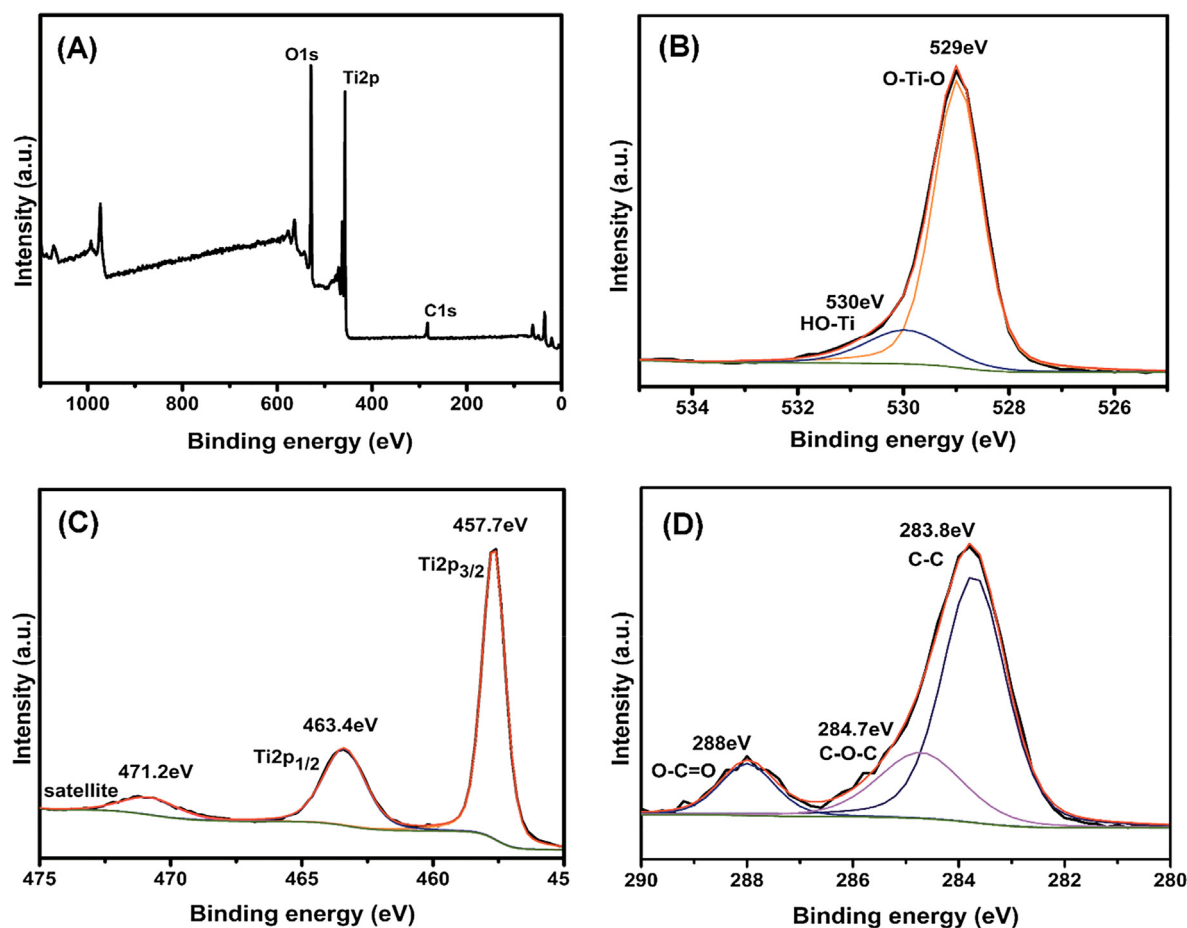 (A)
O1s
Ti2p
C1s
Intensity (a.u.)
1000
800
600
400
200
0
Binding energy (eV)
(B)
529eV
O-Ti-O
530eV
HO-Ti
Intensity (a.u.)
534
532
530
528
526
Binding energy (eV)
(C)
457.7eV
Ti2p3/2
463.4eV
Ti2p1/2
471.2eV
satellite
Intensity (a.u.)
475
470
465
460
45
Binding energy (eV)
(D)
283.8eV
C-C
284.7eV
C-O-C
288eV
O-C=O
Intensity (a.u.)
290
288
286
284
282
280
Binding energy (eV)